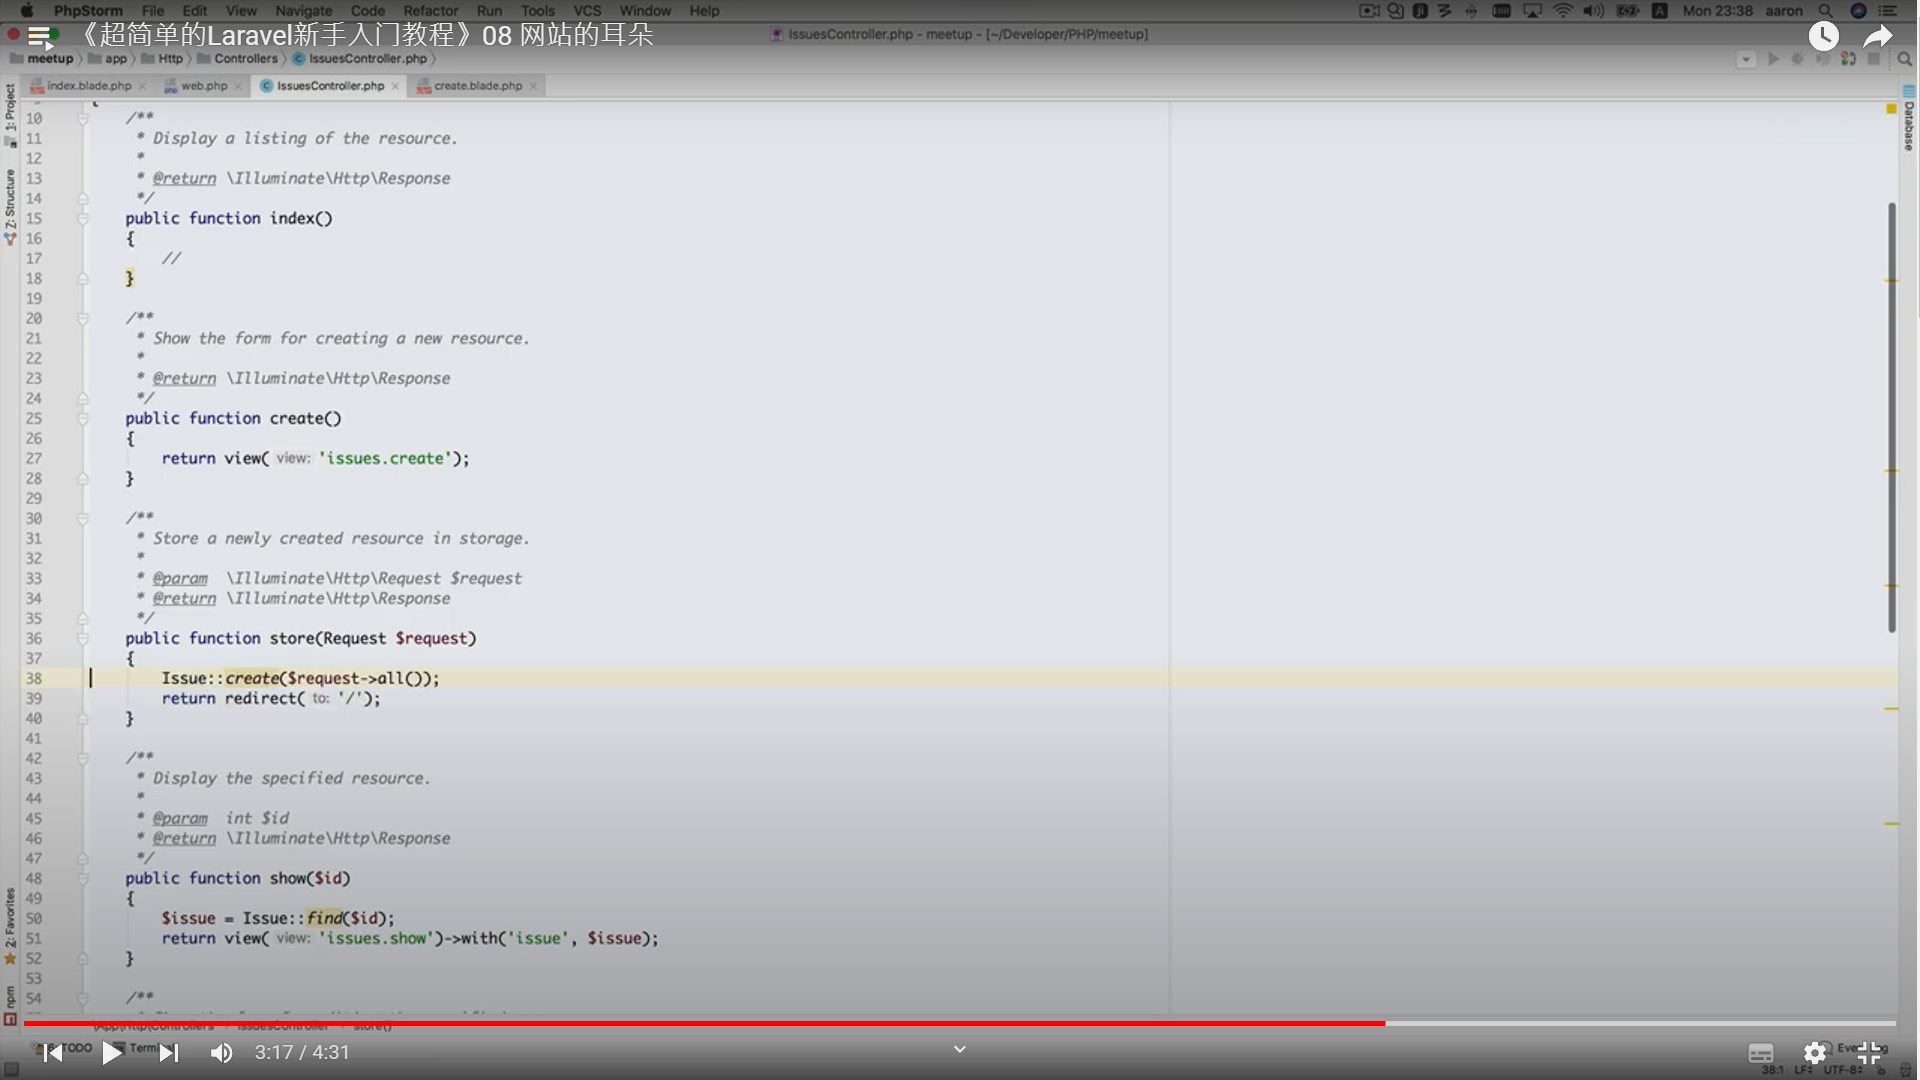 PhpStorm File Edit View Navigate Code Refactor Run Tools VCS Window Help Mon 23:38 aaron
《超简单的Laravel新手入门教程》08 网站的耳朵
IssuesController.php - meetup - [~/Developer/PHP/meetup]
meetup app Http Controllers IssuesController.php
index.blade.php web.php IssuesController.php create.blade.php
1: Project
Z: Structure
2: Favorites
npm
Database
10 /**
11 * Display a listing of the resource.
12 *
13 * @return \Illuminate\Http\Response
14 */
15 public function index()
16 {
17 //
18 }
19
20 /**
21 * Show the form for creating a new resource.
22 *
23 * @return \Illuminate\Http\Response
24 */
25 public function create()
26 {
27 return view( view: 'issues.create');
28 }
29
30 /**
31 * Store a newly created resource in storage.
32 *
33 * @param \Illuminate\Http\Request $request
34 * @return \Illuminate\Http\Response
35 */
36 public function store(Request $request)
37 {
38 Issue::create($request->all());
39 return redirect( to: '/');
40 }
41
42 /**
43 * Display the specified resource.
44 *
45 * @param int $id
46 * @return \Illuminate\Http\Response
47 */
48 public function show($id)
49 {
50 $issue = Issue::find($id);
51 return view( view: 'issues.show')->with('issue', $issue);
52 }
53
54 /**
\App\Http\Controllers IssuesController store()
TODO
3:17 / 4:31
38:1 LF UTF-8